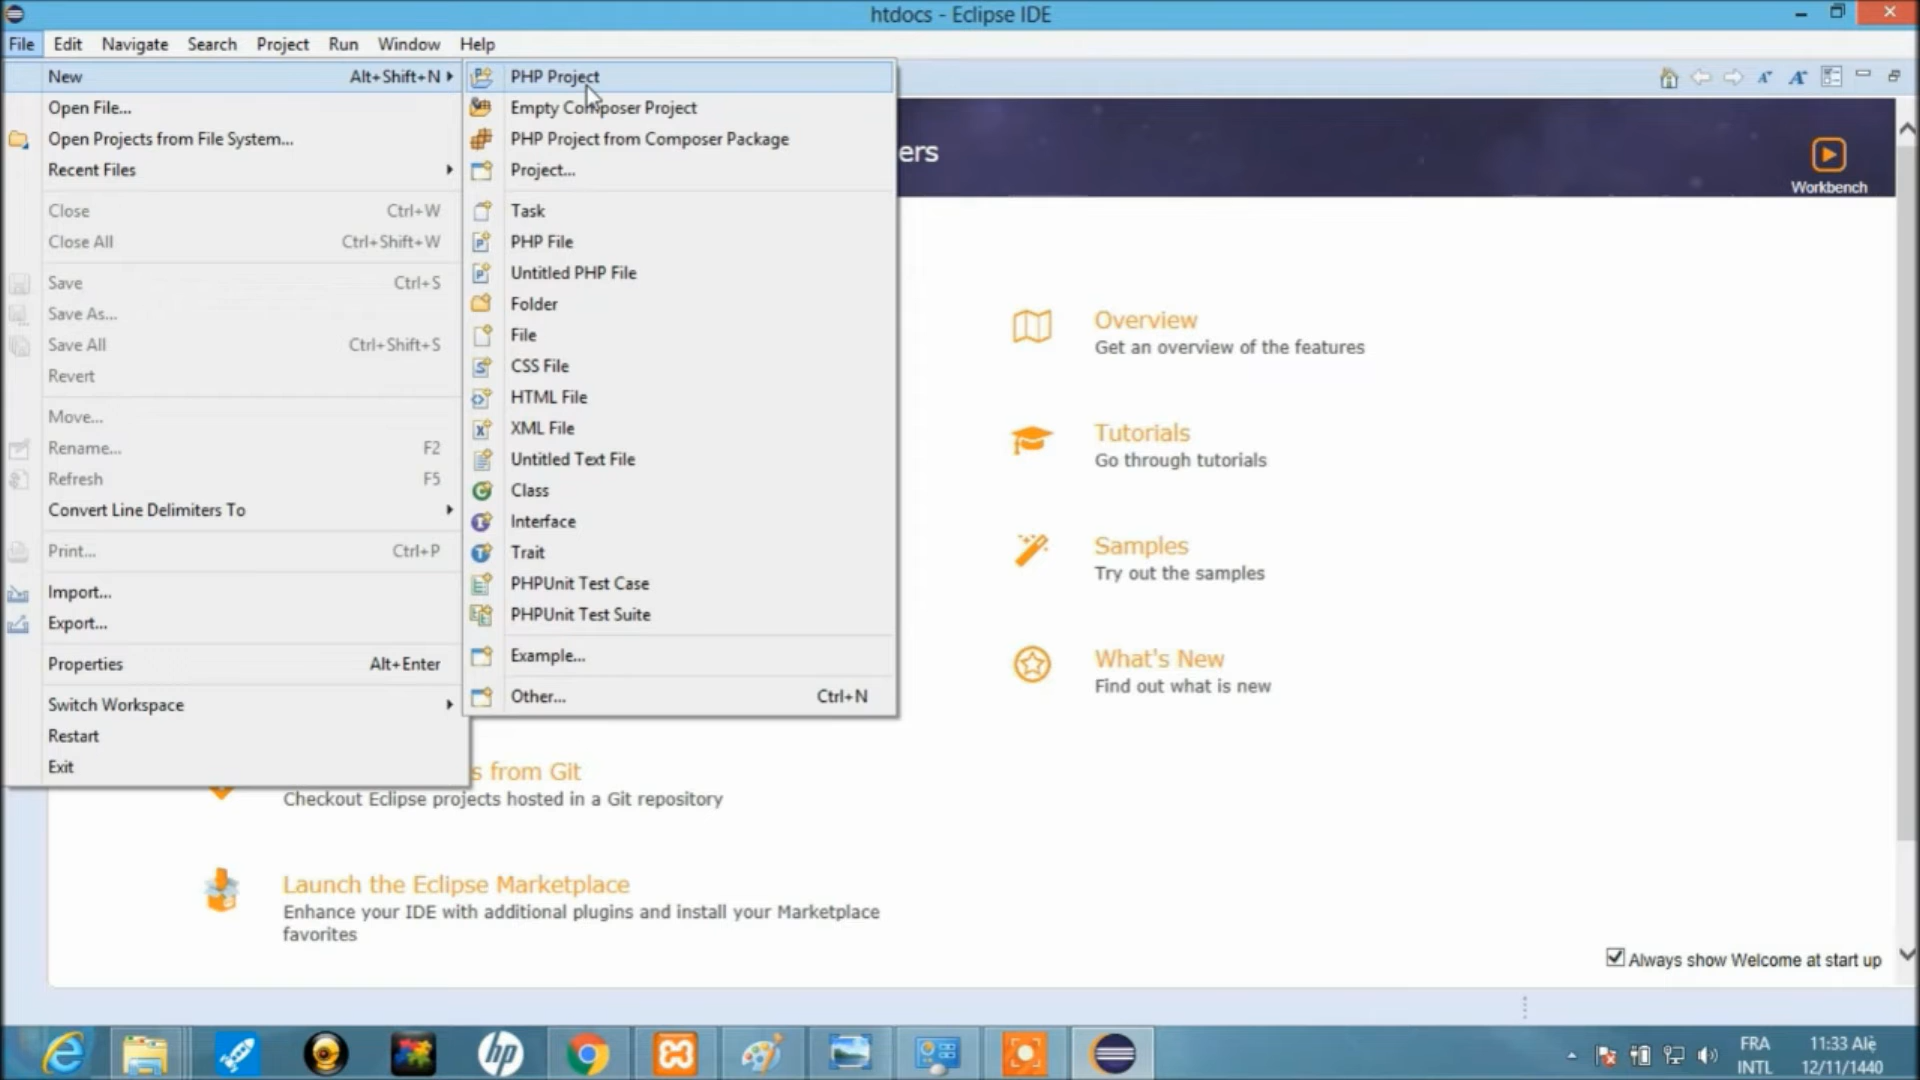 htdocs - Eclipse IDE
File Edit Navigate Search Project Run Window Help
New Alt+Shift+N
Open File...
Open Projects from File System...
Recent Files
Close Ctrl+W
Close All Ctrl+Shift+W
Save Ctrl+S
Save As...
Save All Ctrl+Shift+S
Revert
Move...
Rename... F2
Refresh F5
Convert Line Delimiters To
Print... Ctrl+P
Import...
Export...
Properties Alt+Enter
Switch Workspace
Restart
Exit
PHP Project
Empty Composer Project
PHP Project from Composer Package
Project...
Task
PHP File
Untitled PHP File
Folder
File
CSS File
HTML File
XML File
Untitled Text File
Class
Interface
Trait
PHPUnit Test Case
PHPUnit Test Suite
Example...
Other... Ctrl+N
ers
Workbench
Overview
Get an overview of the features
Tutorials
Go through tutorials
Samples
Try out the samples
What's New
Find out what is new
s from Git
Checkout Eclipse projects hosted in a Git repository
Launch the Eclipse Marketplace
Enhance your IDE with additional plugins and install your Marketplace
favorites
Always show Welcome at start up
hp
FRA
INTL
11:33 Alè
12/11/1440